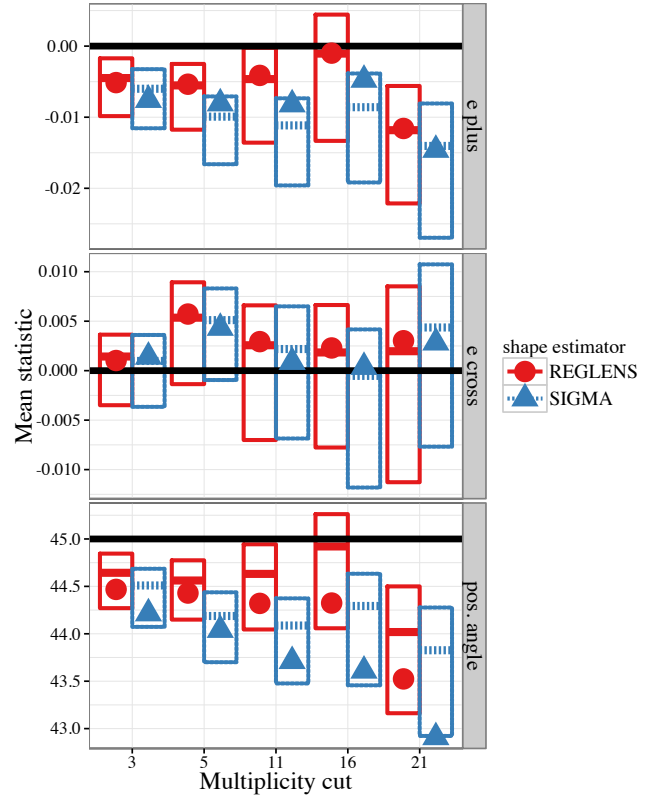 0.00
-0.01
-0.02
e plus
0.010
0.005
0.000
-0.005
-0.010
e cross
Mean statistic
45.0
44.5
44.0
43.5
43.0
pos. angle
3 5 11 16 21
Multiplicity cut
shape estimator
REGLENS
SIGMA